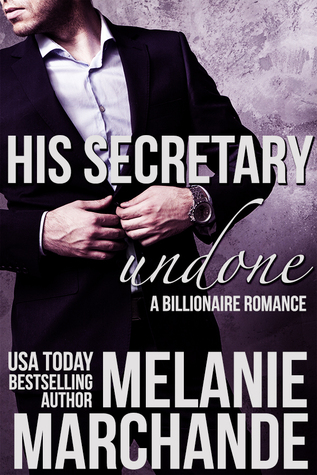 HIS SECRETARY
undone
A BILLIONAIRE ROMANCE
USA TODAY
BESTSELLING
AUTHOR
MELANIE
MARCHANDE